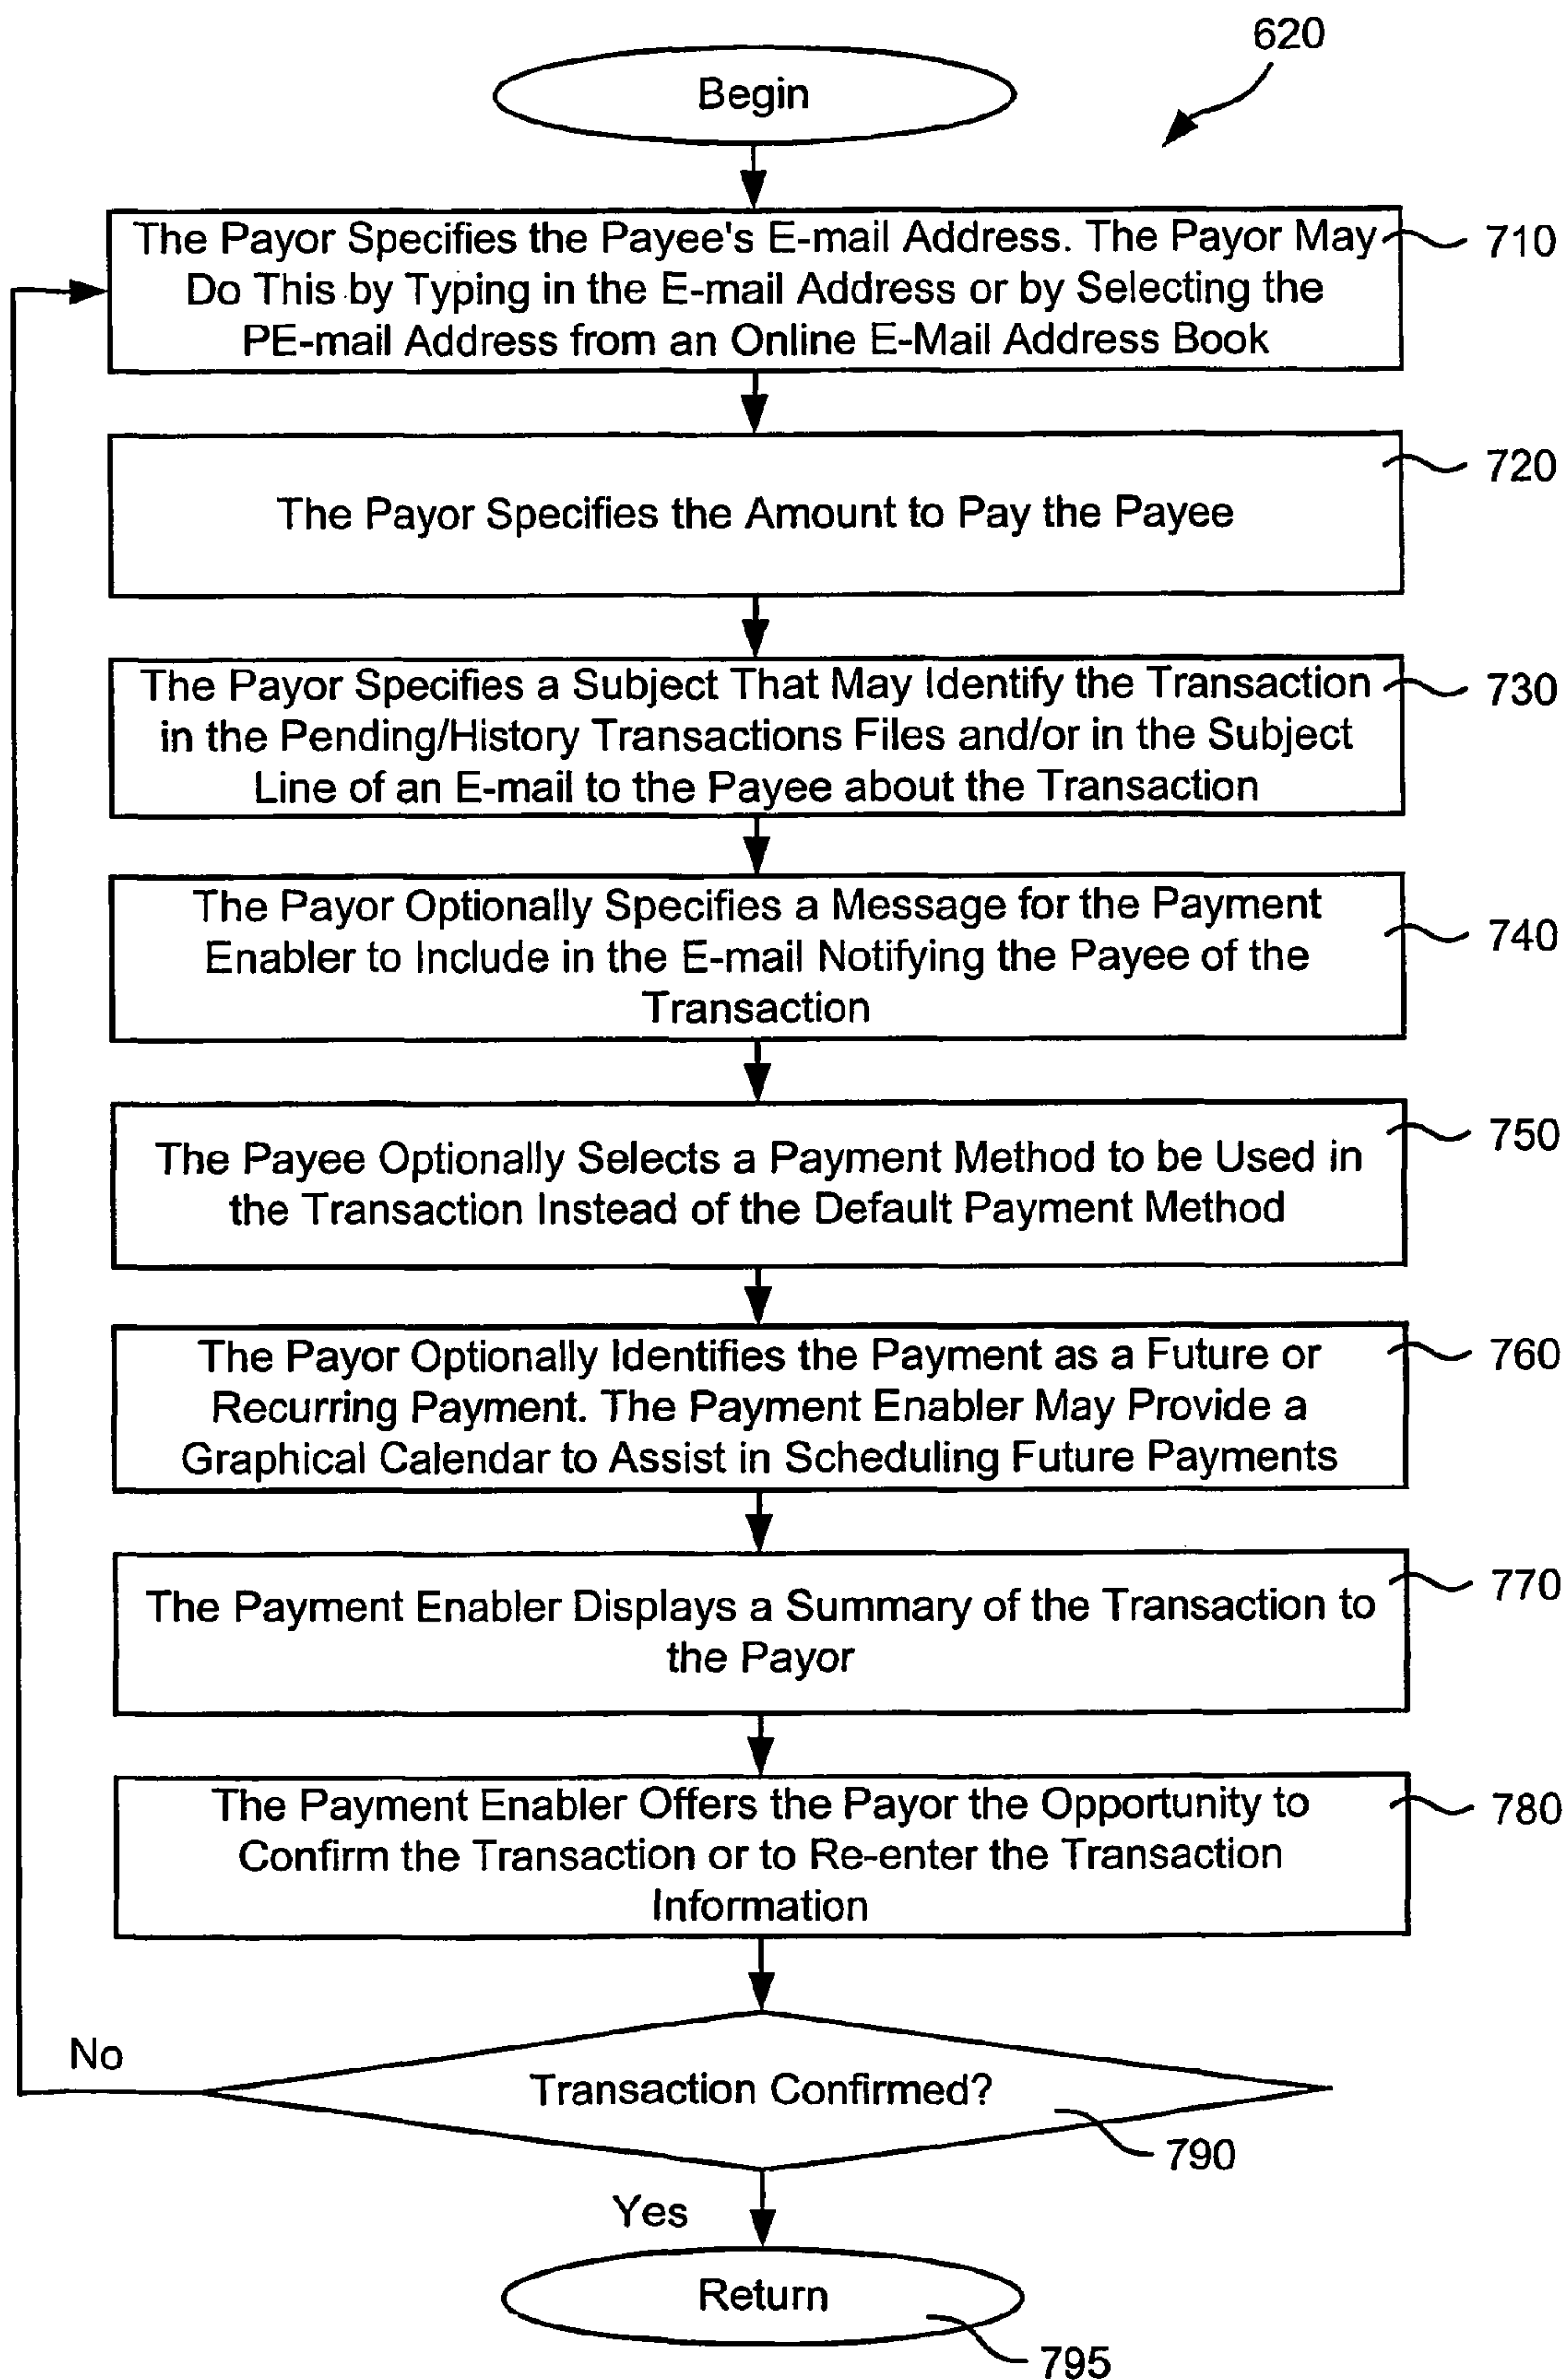 620
Begin
The Payor Specifies the Payee's E-mail Address. The Payor May
Do This by Typing in the E-mail Address or by Selecting the
PE-mail Address from an Online E-Mail Address Book
710
The Payor Specifies the Amount to Pay the Payee
720
The Payor Specifies a Subject That May Identify the Transaction
in the Pending/History Transactions Files and/or in the Subject
Line of an E-mail to the Payee about the Transaction
730
The Payor Optionally Specifies a Message for the Payment
Enabler to Include in the E-mail Notifying the Payee of the
Transaction
740
The Payee Optionally Selects a Payment Method to be Used in
the Transaction Instead of the Default Payment Method
750
The Payor Optionally Identifies the Payment as a Future or
Recurring Payment. The Payment Enabler May Provide a
Graphical Calendar to Assist in Scheduling Future Payments
760
The Payment Enabler Displays a Summary of the Transaction to
the Payor
770
The Payment Enabler Offers the Payor the Opportunity to
Confirm the Transaction or to Re-enter the Transaction
Information
780
No
Transaction Confirmed?
790
Yes
Return
795